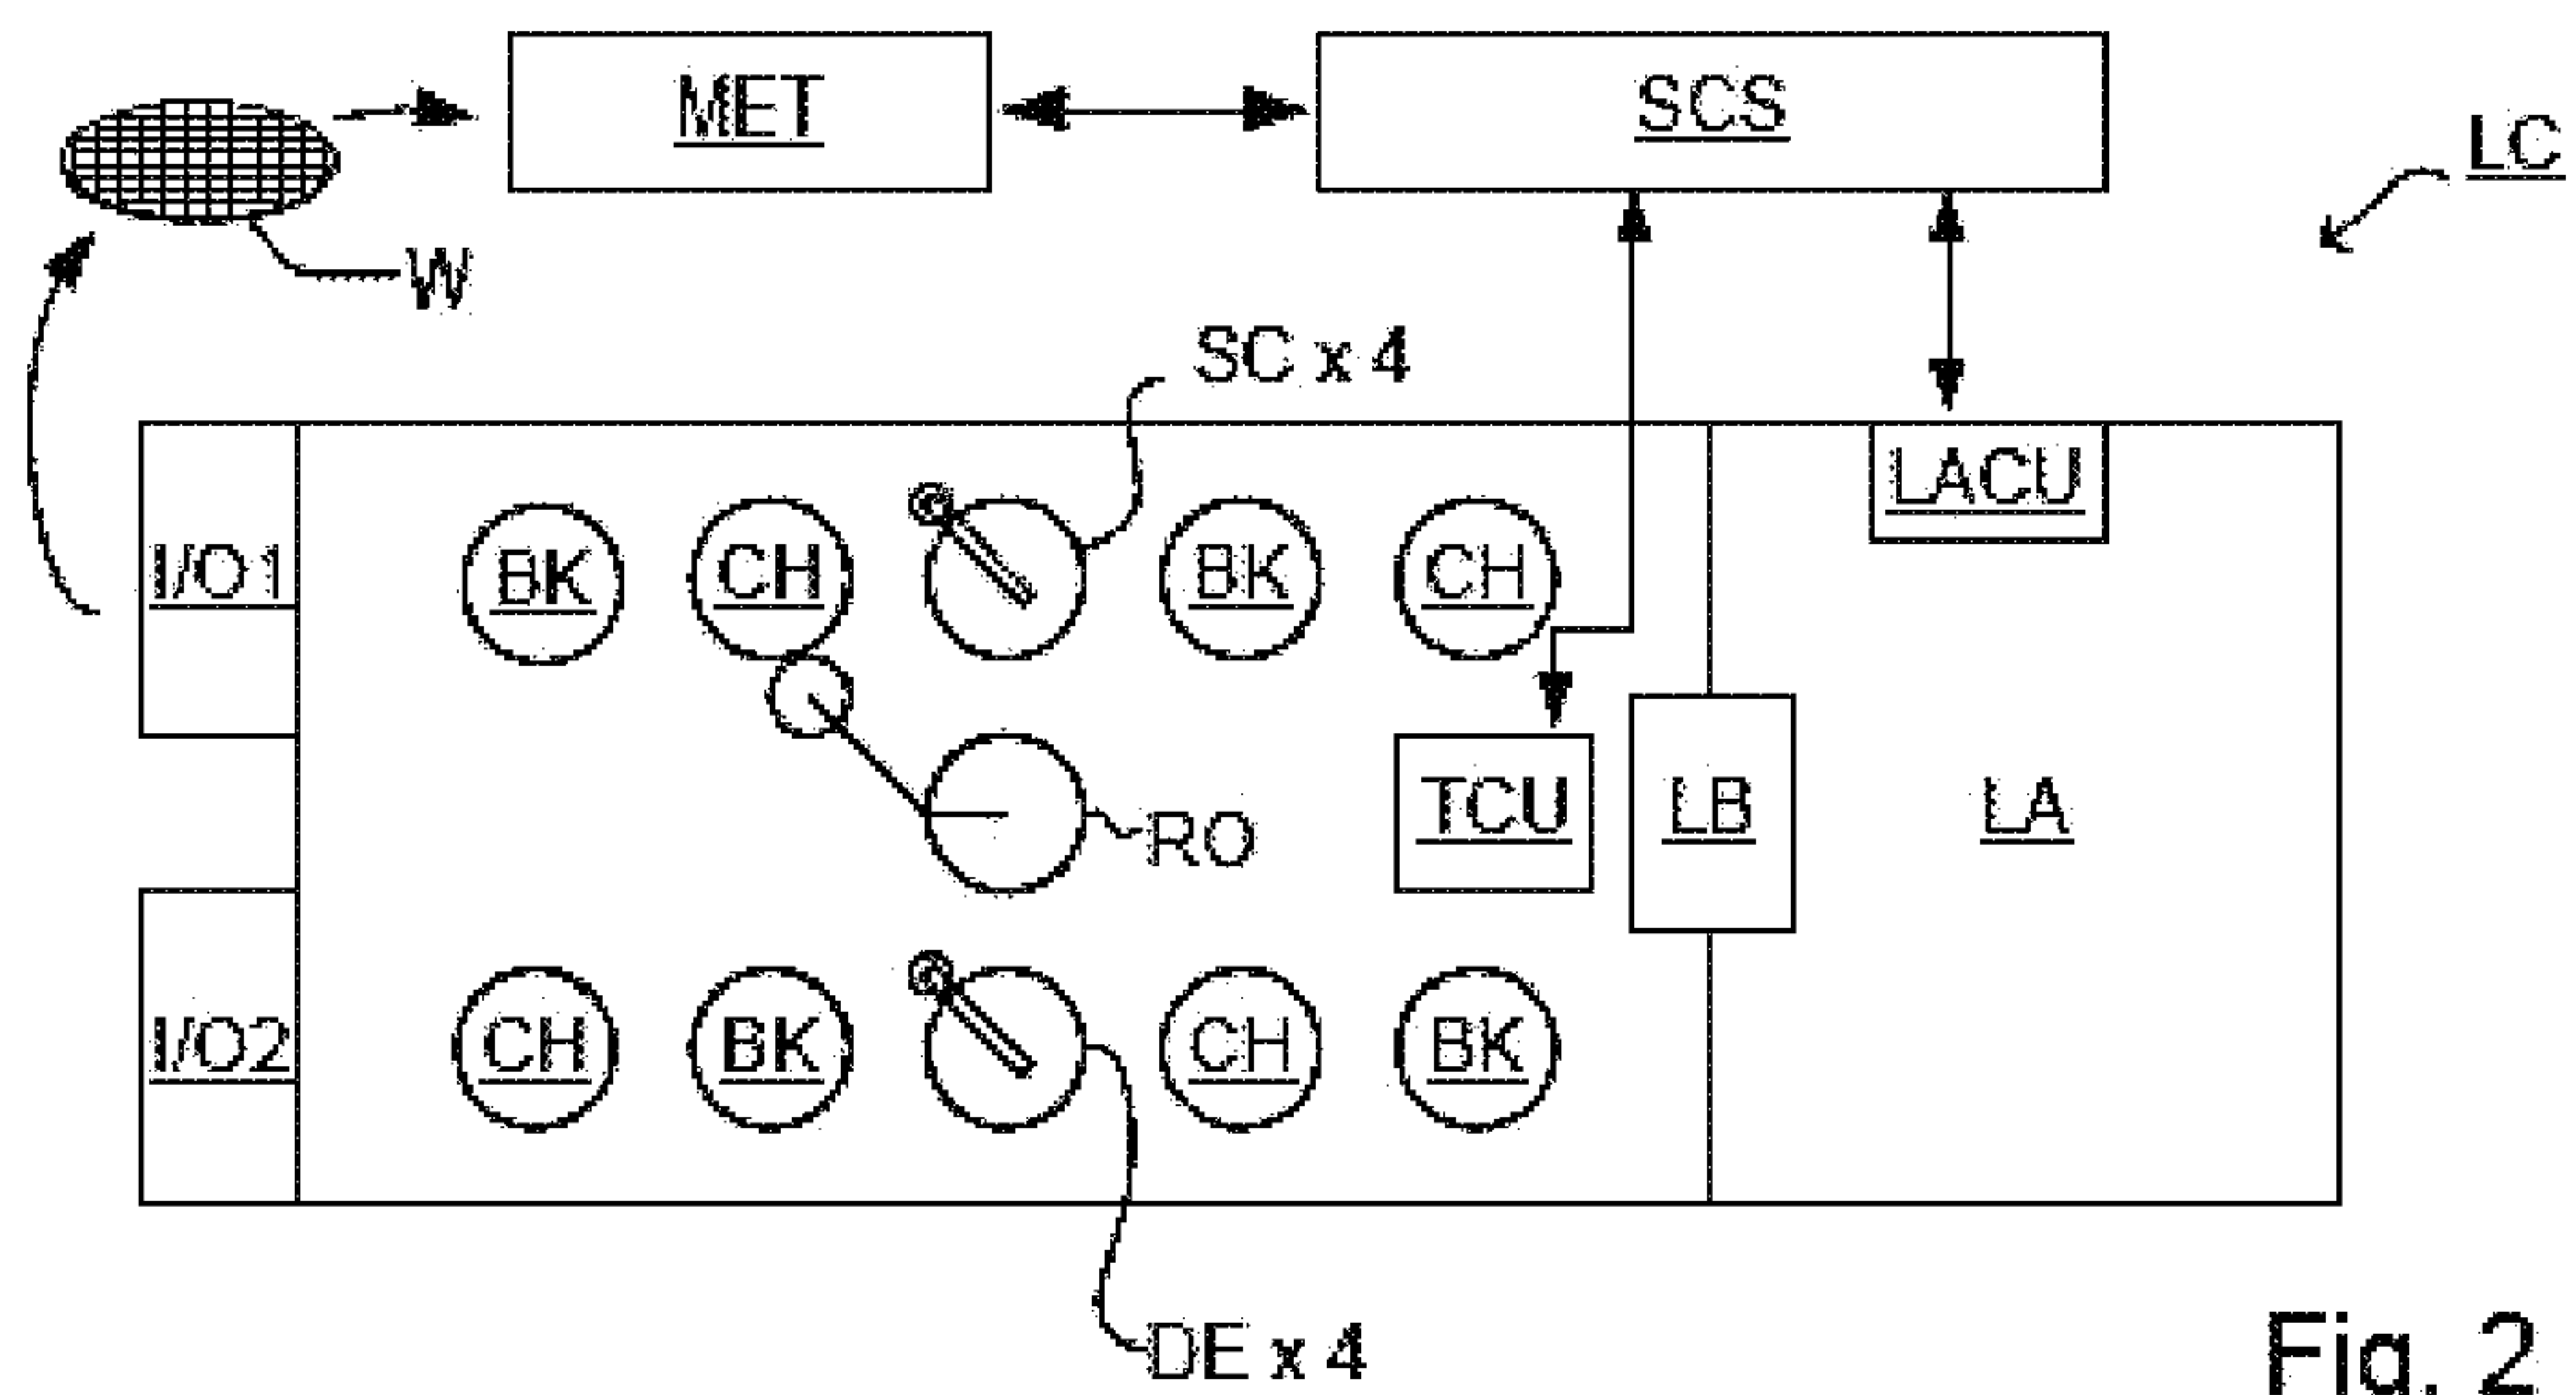 MET
SCS
LC
W
SC x 4
LACU
I/O1
BK
CH
BK
CH
RO
TCU
LB
LA
I/O2
CH
BK
CH
BK
DE x 4
Fig. 2